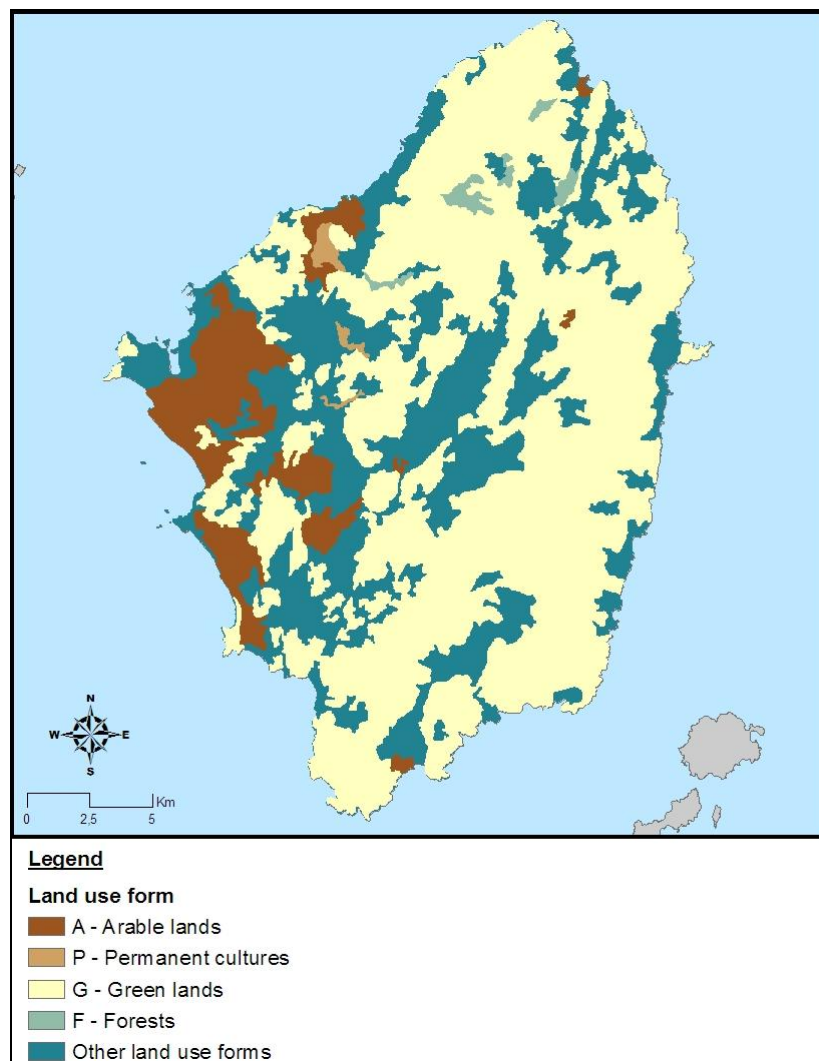 N
W E
S
Km
0 2,5 5
Legend
Land use form
A - Arable lands
P - Permanent cultures
G - Green lands
F - Forests
Other land use forms